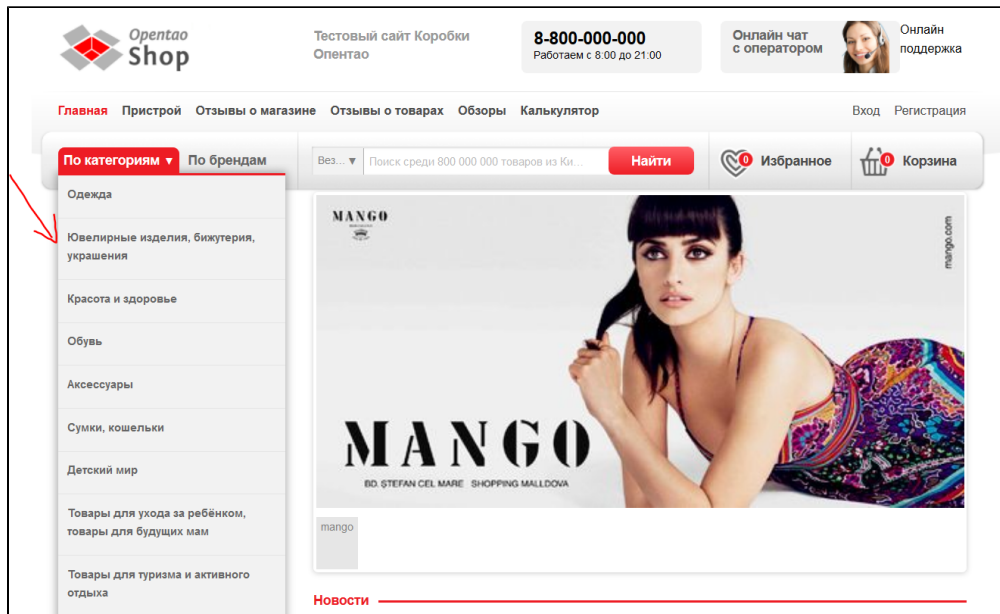 Opentao
Shop
Тестовый сайт Коробки
Опентао
8-800-000-000
Работаем с 8:00 до 21:00
Онлайн чат
с оператором
Онлайн
поддержка
Главная Пристрой Отзывы о магазине Отзывы о товарах Обзоры Калькулятор
Вход Регистрация
По категориям ▼ По брендам
Вез... ▼ Поиск среди 800 000 000 товаров из Ки... Найти
0 Избранное
0 Корзина
Одежда
Ювелирные изделия, бижутерия,
украшения
Красота и здоровье
Обувь
Аксессуары
Сумки, кошельки
Детский мир
Товары для ухода за ребёнком,
товары для будущих мам
Товары для туризма и активного
отдыха
MANGO
mango.com
MANGO
BD. ŞTEFAN CEL MARE SHOPPING MALLDOVA
mango
Новости